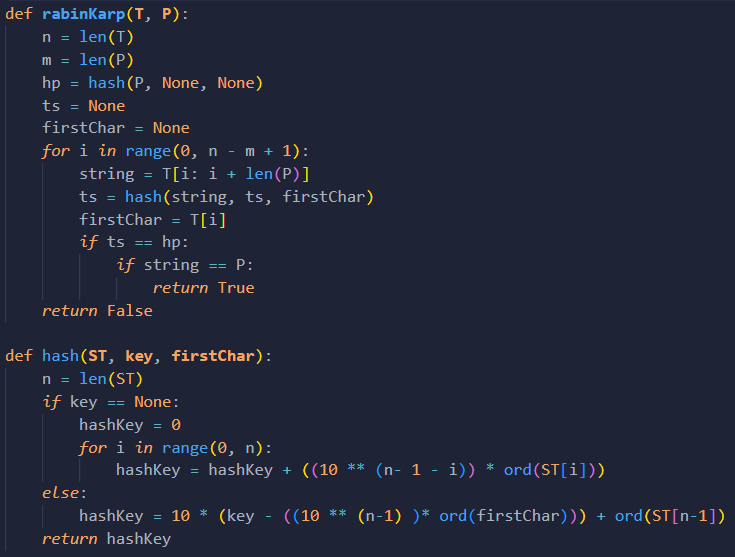 def rabinKarp(T, P):
    n = len(T)
    m = len(P)
    hp = hash(P, None, None)
    ts = None
    firstChar = None
    for i in range(0, n - m + 1):
        string = T[i: i + len(P)]
        ts = hash(string, ts, firstChar)
        firstChar = T[i]
        if ts == hp:
            if string == P:
                return True
    return False

def hash(ST, key, firstChar):
    n = len(ST)
    if key == None:
        hashKey = 0
        for i in range(0, n):
            hashKey = hashKey + ((10 ** (n- 1 - i)) * ord(ST[i]))
    else:
        hashKey = 10 * (key - ((10 ** (n-1) )* ord(firstChar))) + ord(ST[n-1])
    return hashKey